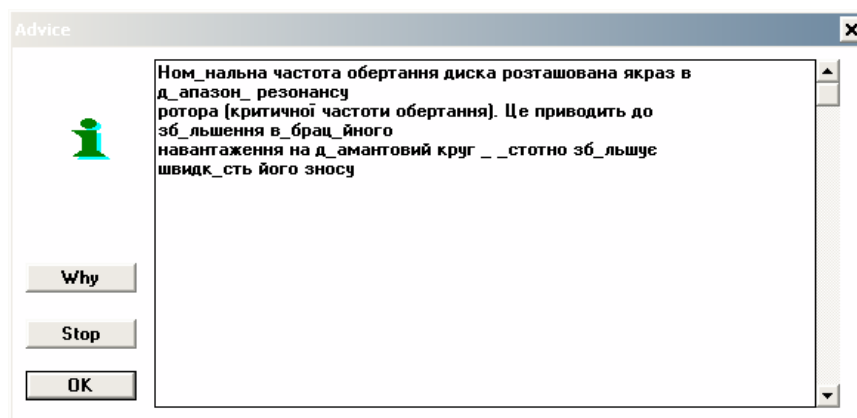 Advice
Ном_нальна частота обертання диска розташована якраз в
д_апазон_ резонансу
ротора (критичної частоти обертання). Це приводить до
зб_льшення в_брац_йного
навантаження на д_амантовий круг _ _стотно зб_льшує
швидк_сть його зносу
Why
Stop
OK